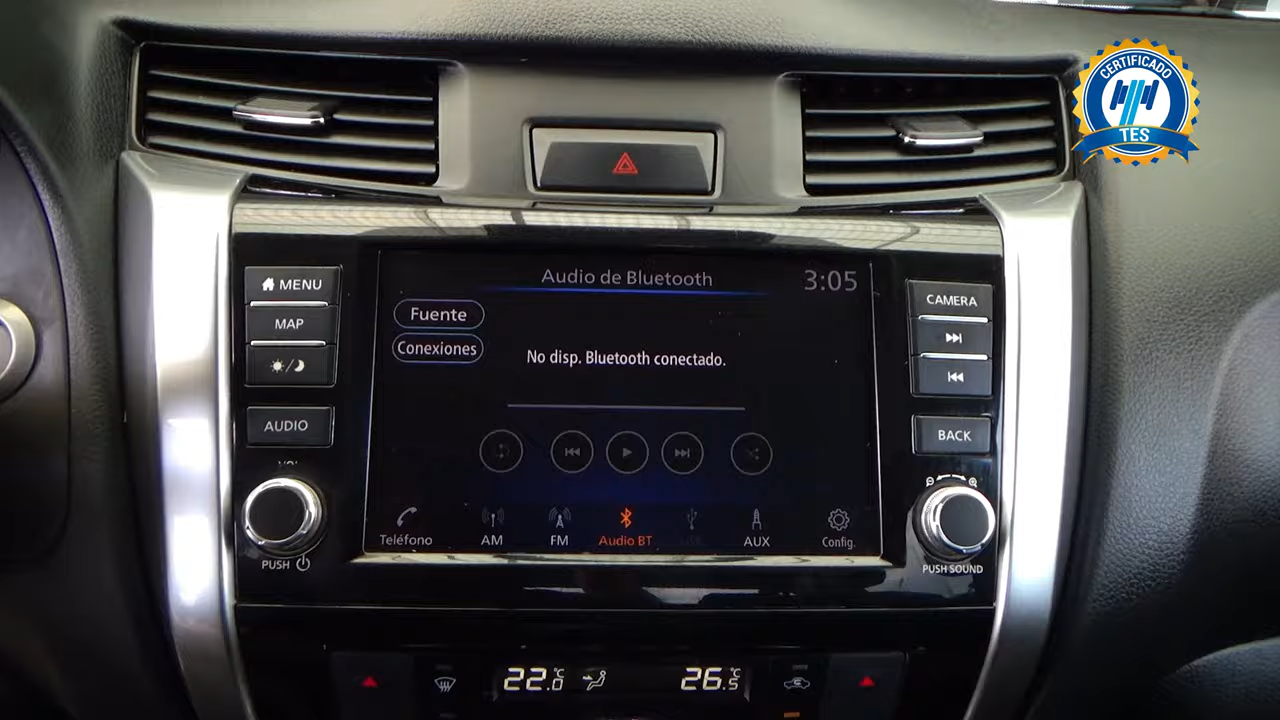 CERTIFICADO
TES
MENU
MAP
AUDIO
VOL
PUSH
Audio de Bluetooth
3:05
Fuente
Conexiones
No disp. Bluetooth conectado.
Teléfono
AM
FM
Audio BT
AUX
Config.
CAMERA
BACK
PUSH SOUND
22.0°C
26.5°C